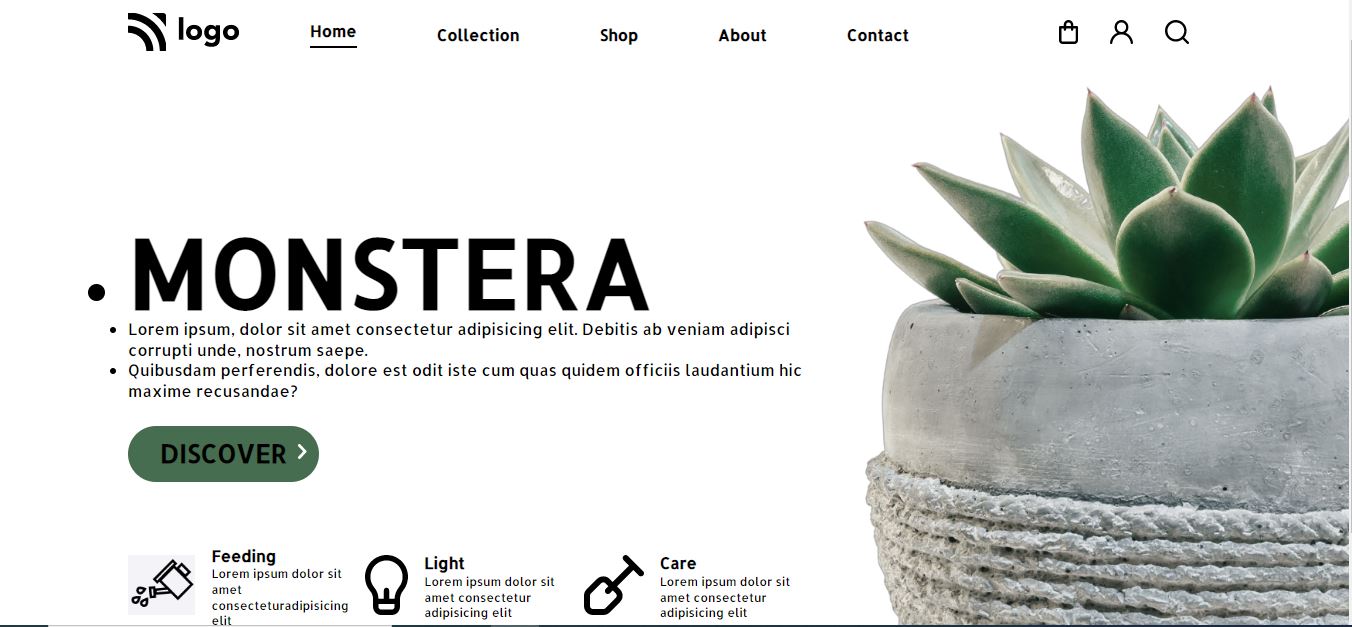 logo
Home
Collection
Shop
About
Contact
MONSTERA
Lorem ipsum, dolor sit amet consectetur adipisicing elit. Debitis ab veniam adipisci
corrupti unde, nostrum saepe.
Quibusdam perferendis, dolore est odit iste cum quas quidem officiis laudantium hic
maxime recusandae?
DISCOVER
Feeding
Lorem ipsum dolor sit
amet
consecteturadipisicing
elit
Light
Lorem ipsum dolor sit
amet consectetur
adipisicing elit
Care
Lorem ipsum dolor sit
amet consectetur
adipisicing elit